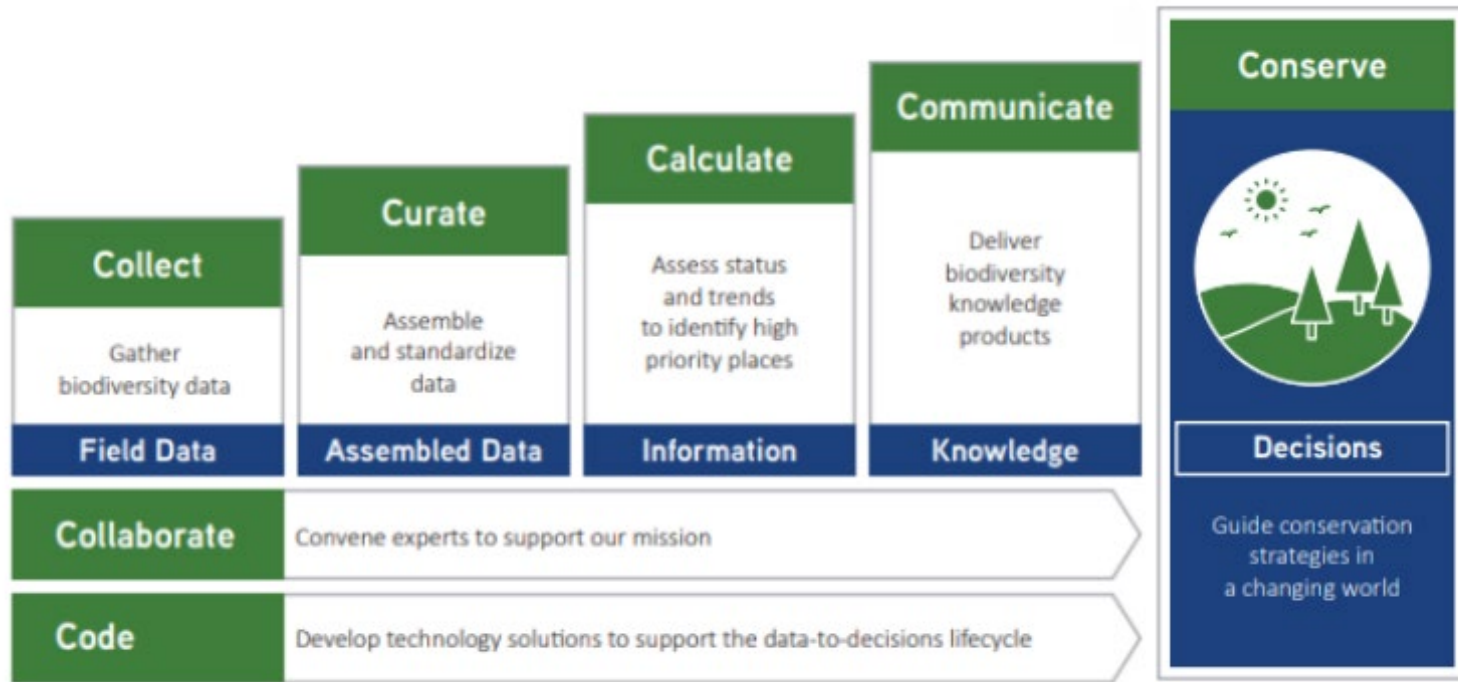 Collect
Gather
biodiversity data
Field Data
Curate
Assemble
and standardize
data
Assembled Data
Calculate
Assess status
and trends
to identify high
priority places
Information
Communicate
Deliver
biodiversity
knowledge
products
Knowledge
Collaborate
Convene experts to support our mission
Code
Develop technology solutions to support the data-to-decisions lifecycle
Conserve
Decisions
Guide conservation
strategies in
a changing world